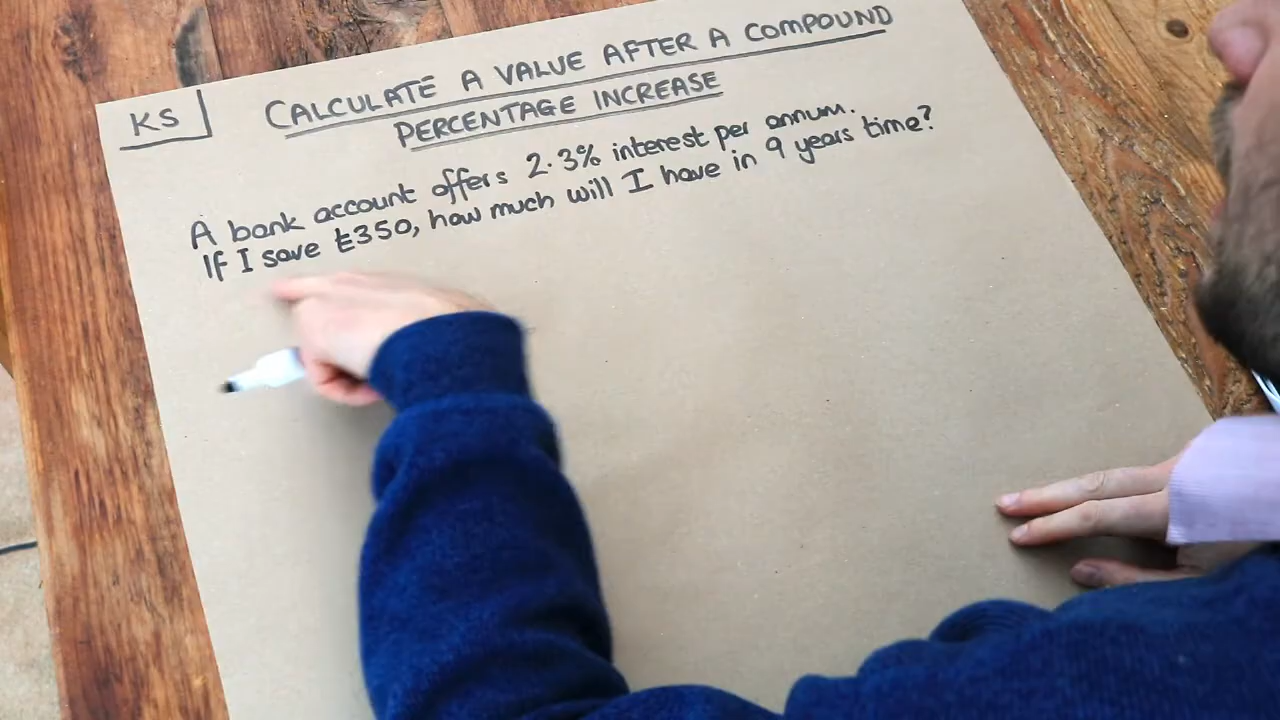 KS
CALCULATE A VALUE AFTER A COMPOUND
PERCENTAGE INCREASE
A bank account offers 2.3% interest per annum.
If I save £350, how much will I have in 9 years time?